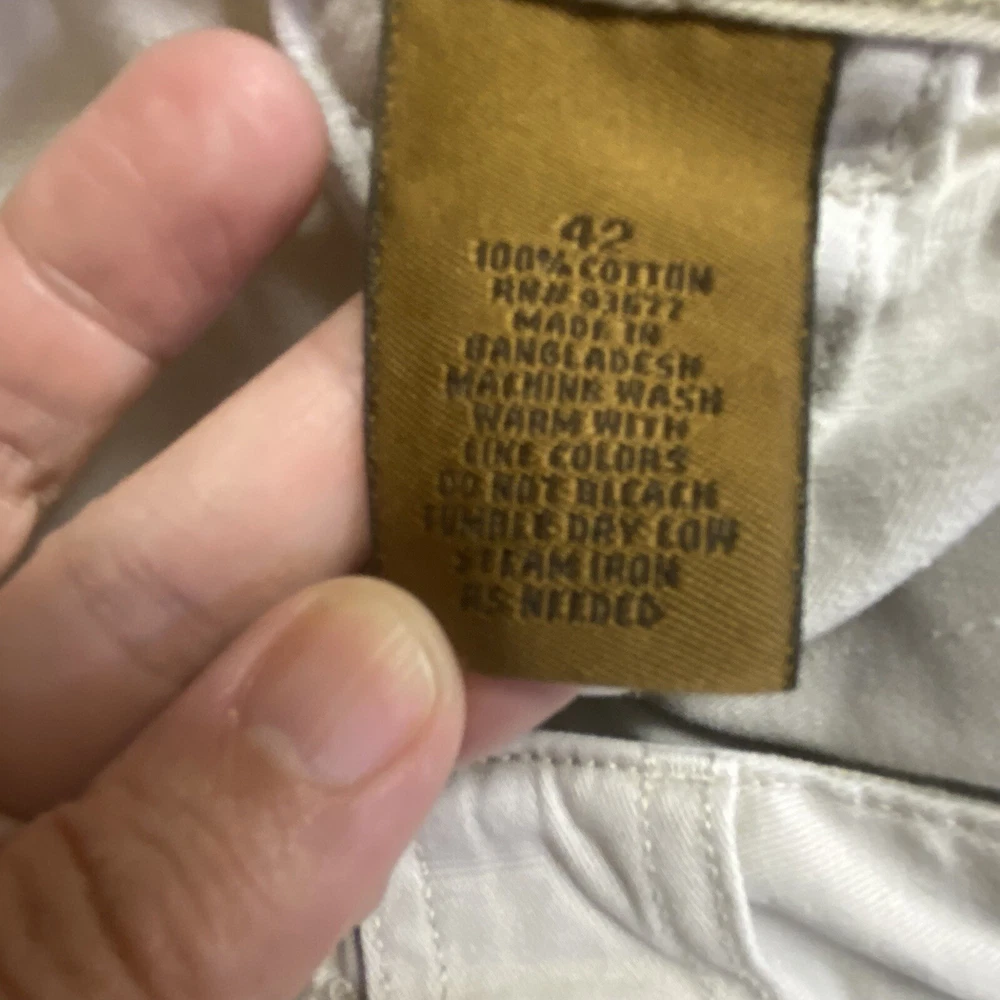 42
100% COTTON
RN# 93677
MADE IN
BANGLADESH
MACHINE WASH
WARM WITH
LIKE COLORS
DO NOT BLEACH
TUMBLE DRY LOW
STEAM IRON
AS NEEDED